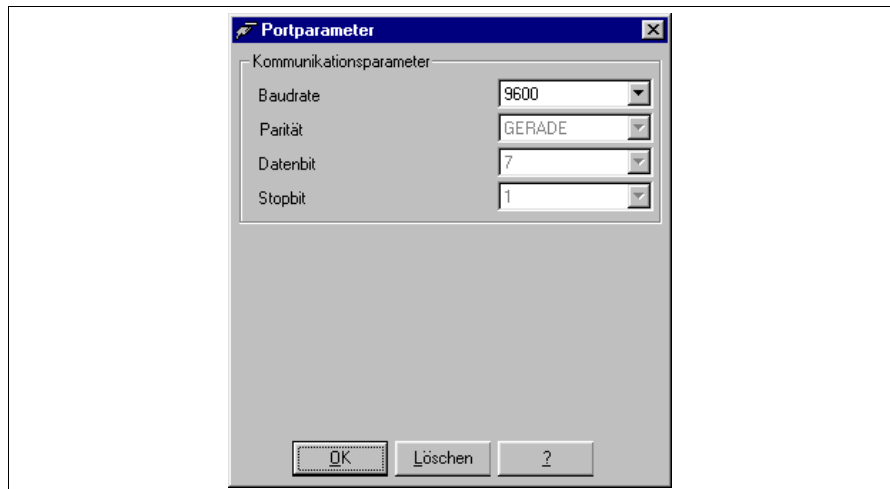 Portparameter
Kommunikationsparameter
Baudrate 9600
Parität GERADE
Datenbit 7
Stopbit 1
OK Löschen ?